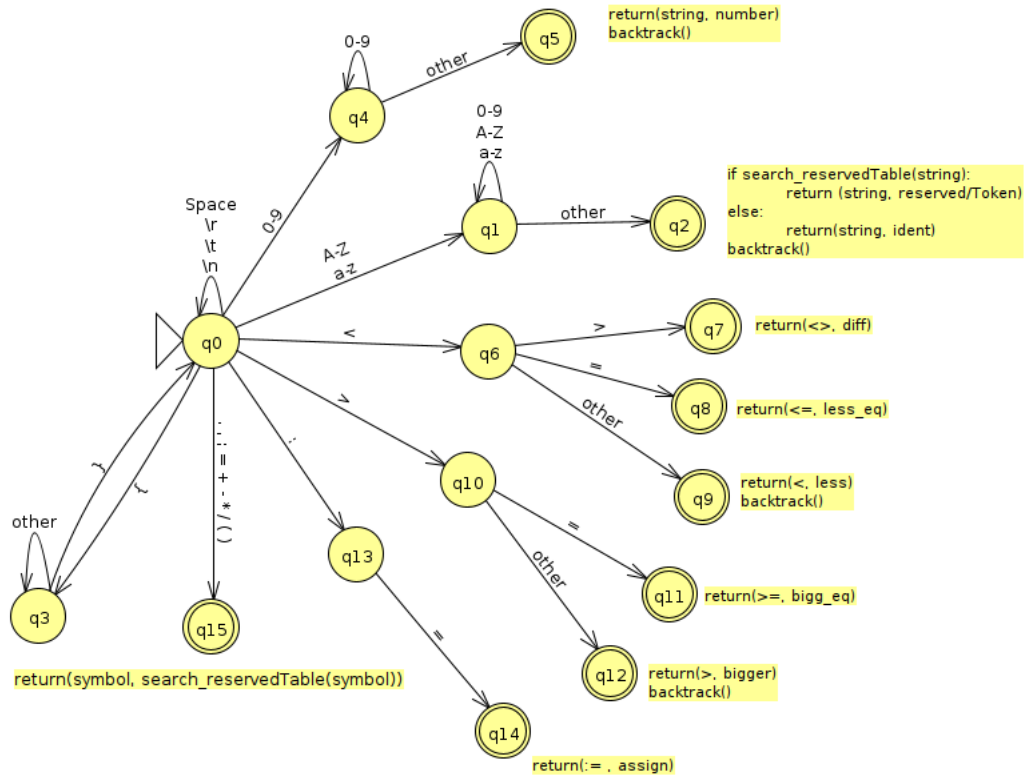 return(string, number)
backtrack()
q5
0-9
other
q4
0-9
A-Z
a-z
0-9
if search_reservedTable(string):
return (string, reserved/Token)
else:
return(string, ident)
backtrack()
other
q2
q1
Space
\r
\t
\n
A-Z
a-z
q0
<
q6
>
q7
return(<>, diff)
=
q8
return(<=, less_eq)
other
q9
return(<, less)
backtrack()
>
q10
=
q11
return(>=, bigg_eq)
other
q12
return(>, bigger)
backtrack()
:
q13
=
q14
return(:= , assign)
= + - * / ( )
q15
return(symbol, search_reservedTable(symbol))
}
{
other
q3